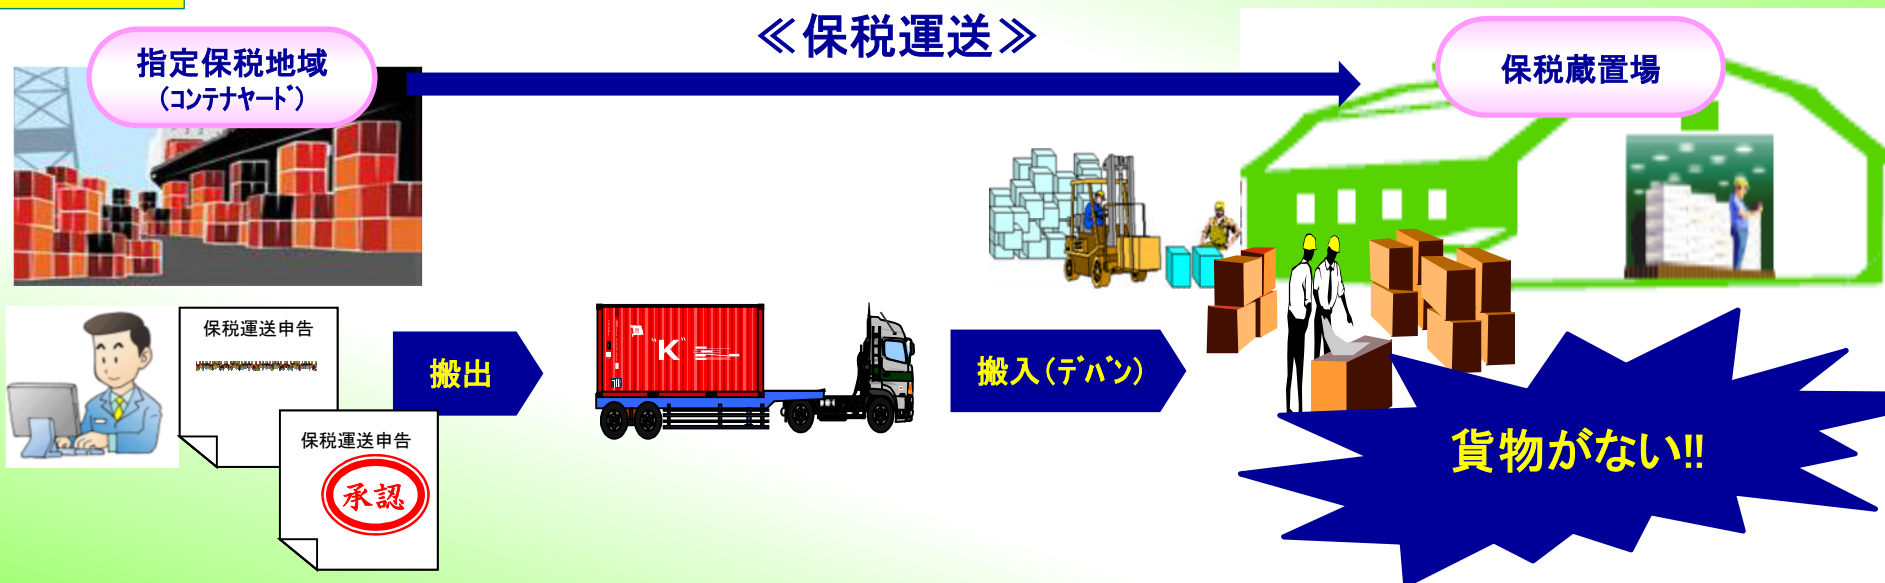 ≪保税運送≫
指定保税地域
(コンテナヤード)
保税蔵置場
保税運送申告
搬出
"K"
搬入(デバン)
保税運送申告
承認
貨物がない!!